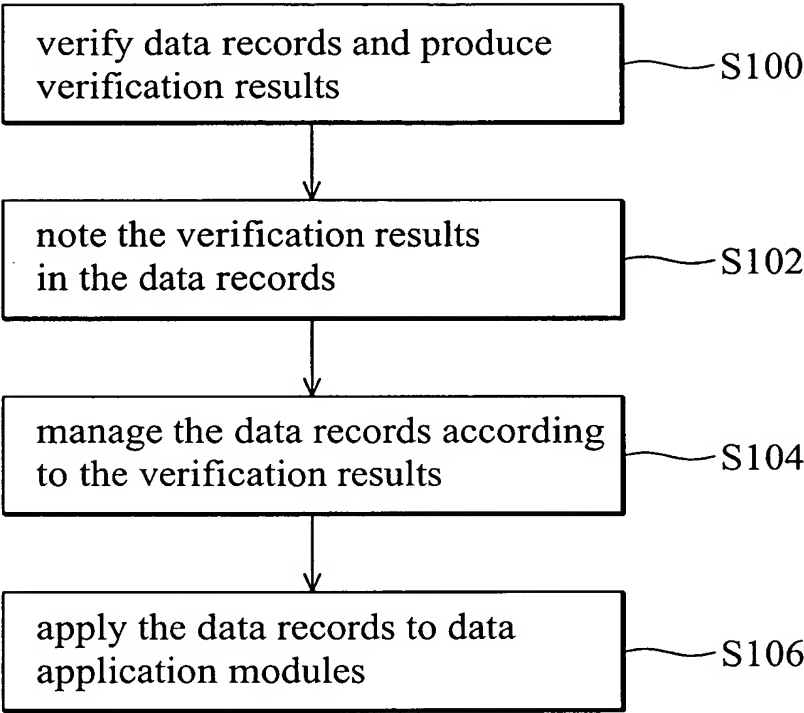 verify data records and produce
verification results
S100
note the verification results
in the data records
S102
manage the data records according
to the verification results
S104
apply the data records to data
application modules
S106